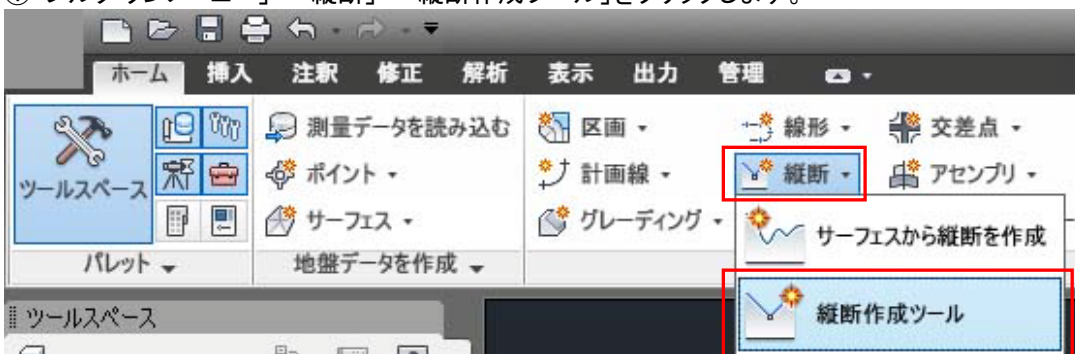 プルダウンメニュー」－「縦断」－「縦断作成ツール」をクリックします。
ホーム 挿入 注釈 修正 解析 表示 出力 管理
測量データを読み込む 区画 線形 交差点
ツールスペース ポイント 計画線 縦断 アセンブリ
サーフェス グレーディング サーフェスから縦断を作成
パレット 地盤データを作成
縦断作成ツール
ツールスペース